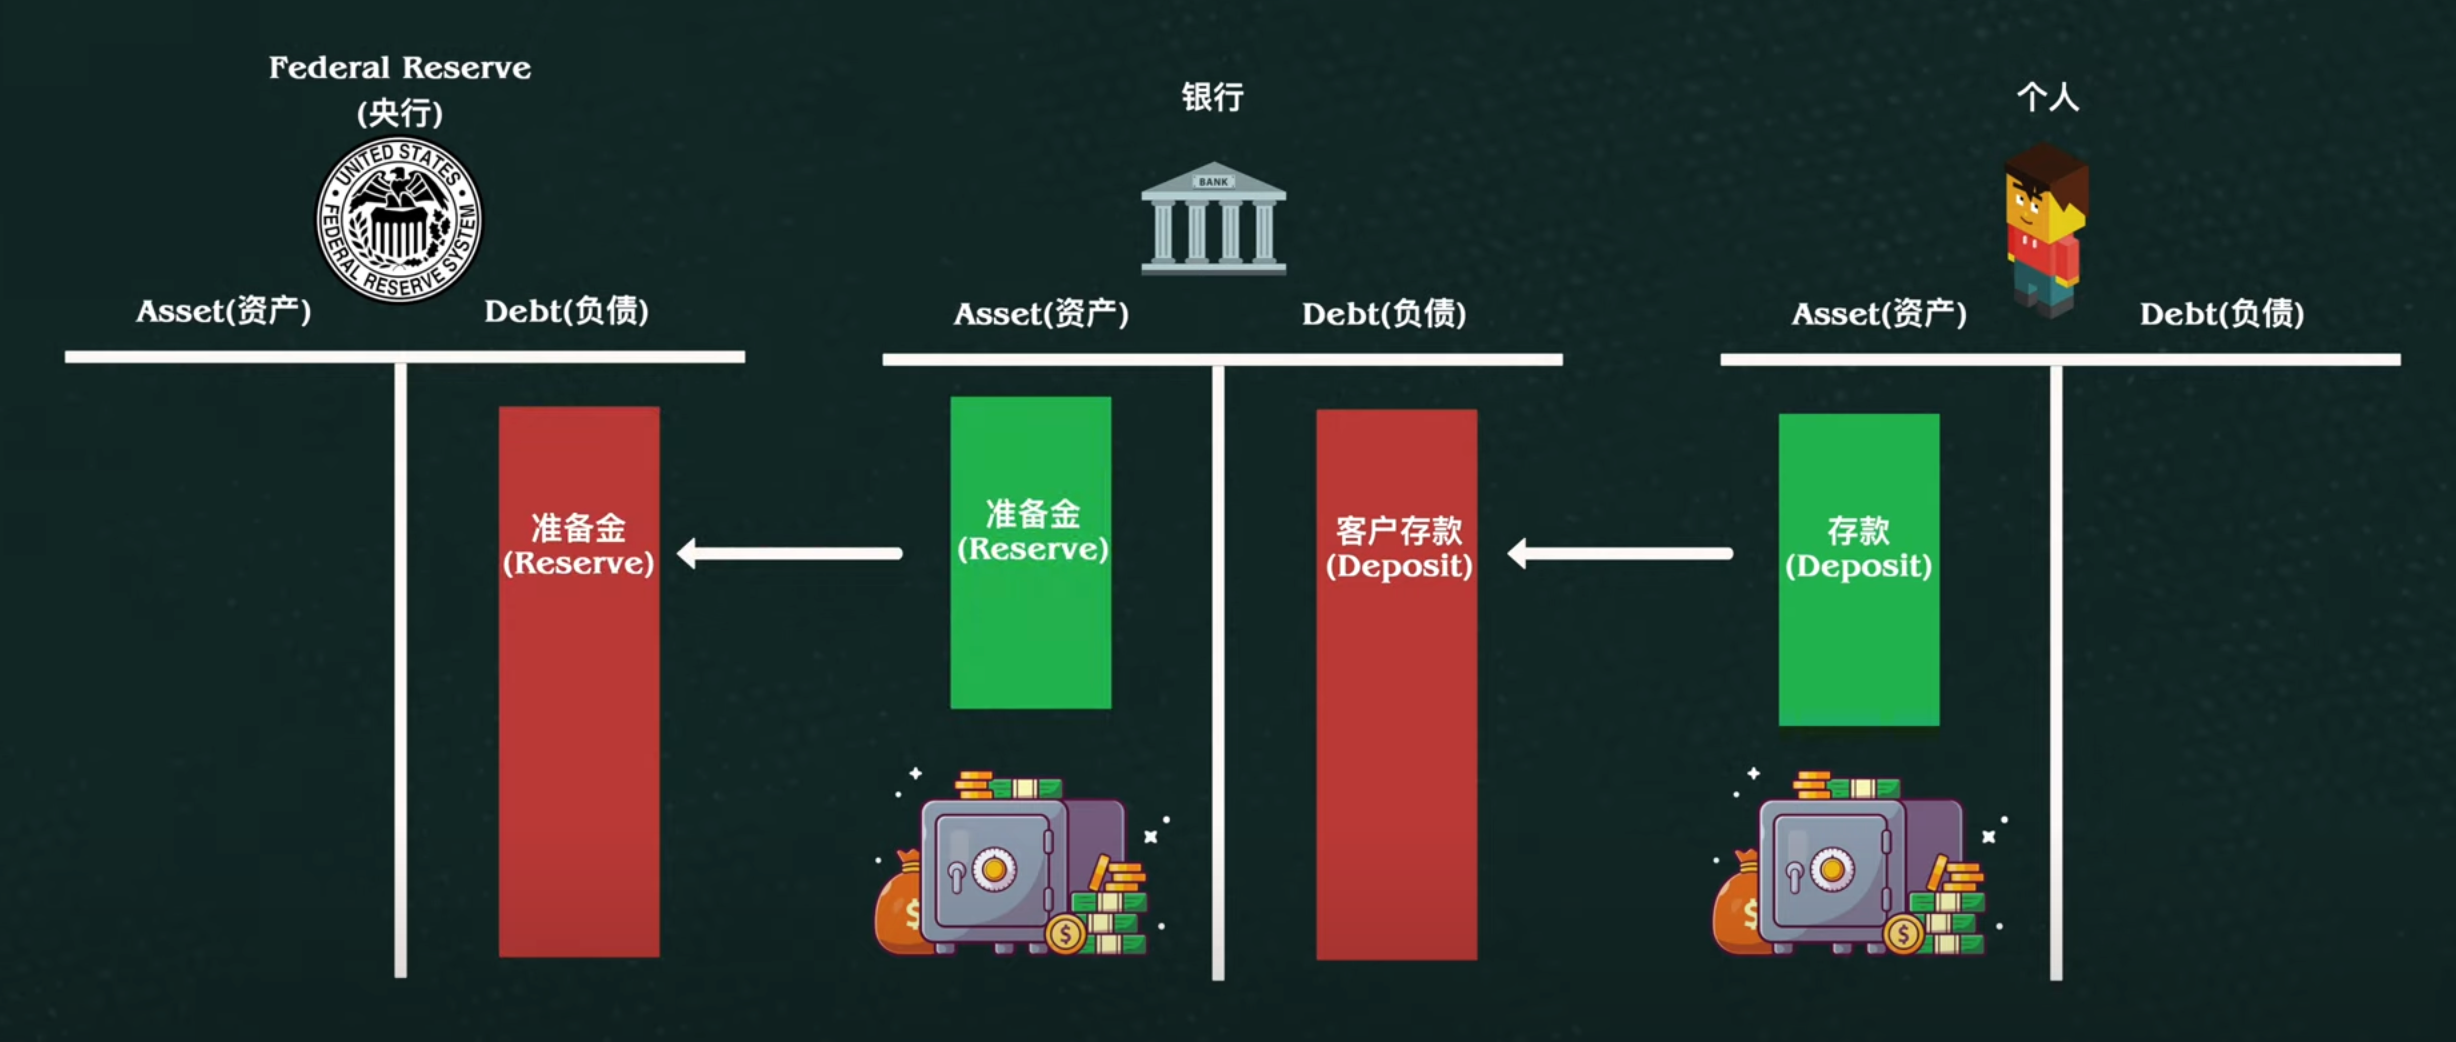 Federal Reserve
(央行)
UNITED STATES
FEDERAL RESERVE SYSTEM
Asset(资产)
Debt(负债)
准备金
(Reserve)
银行
BANK
Asset(资产)
Debt(负债)
准备金
(Reserve)
$
$
客户存款
(Deposit)
个人
Asset(资产)
Debt(负债)
存款
(Deposit)
$
$